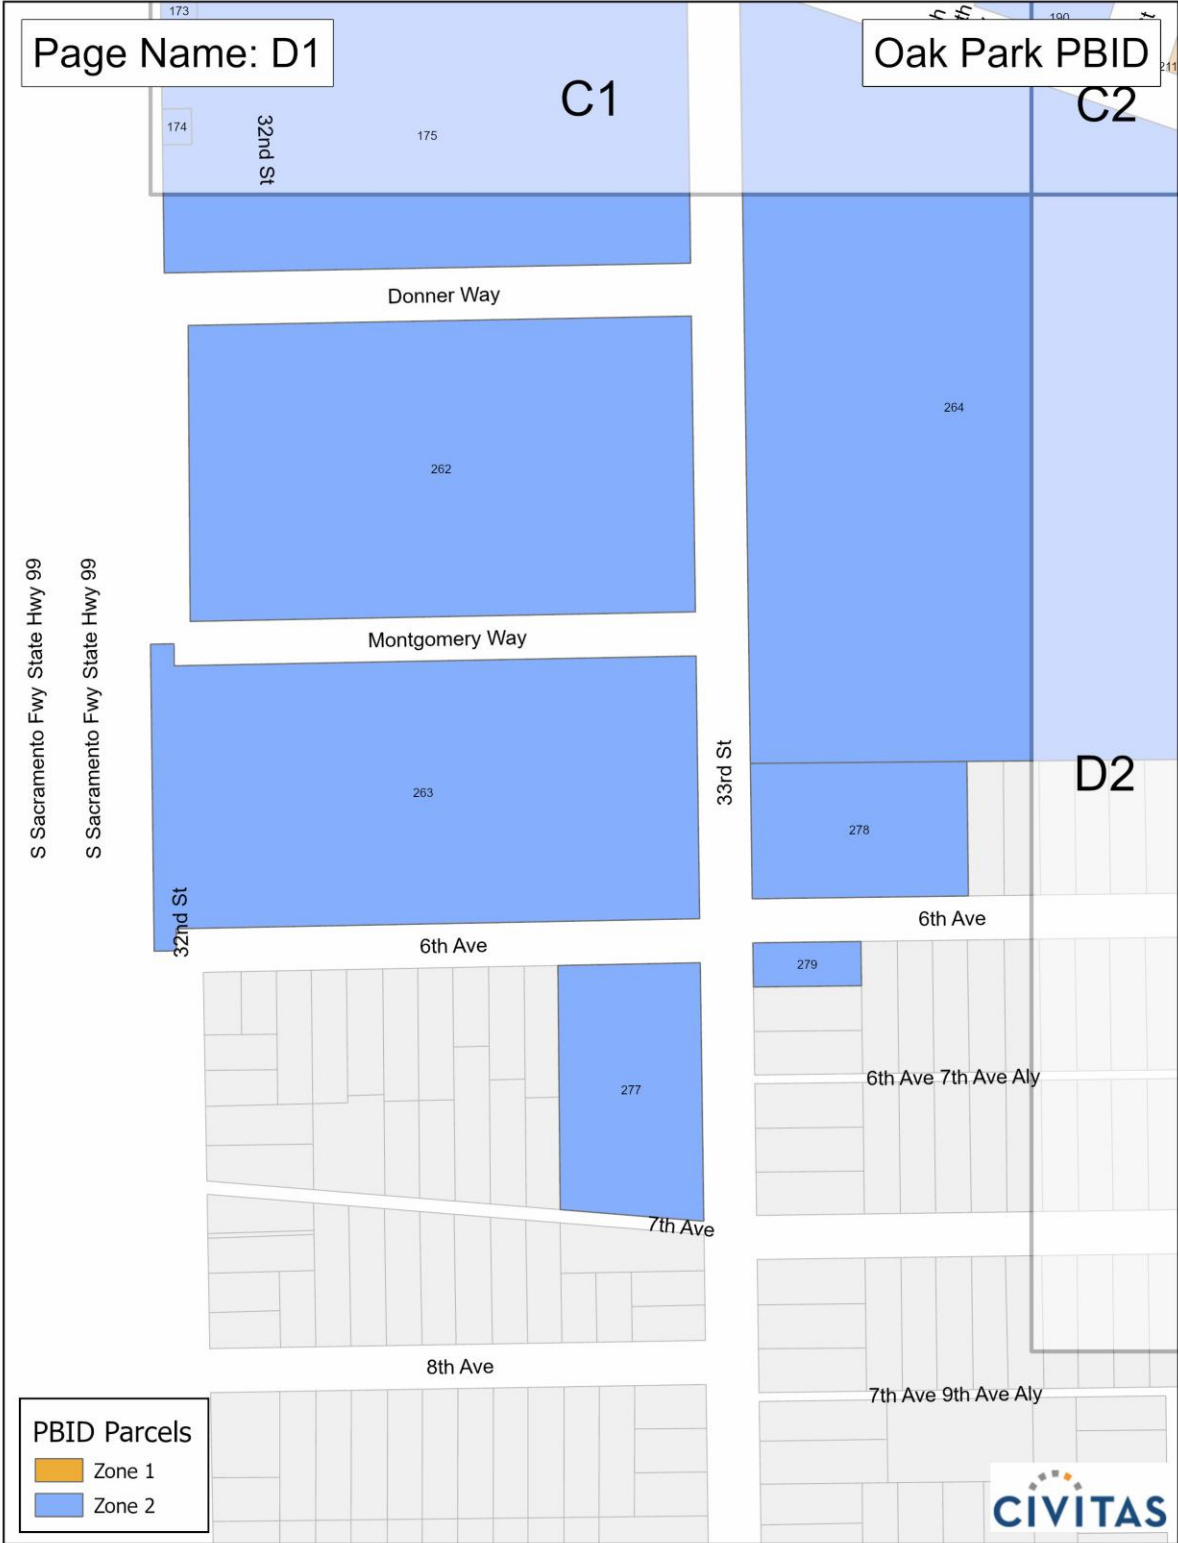 173
190
Page Name: D1
Oak Park PBID
211
C1
C2
174
32nd St
175
Donner Way
264
262
S Sacramento Fwy State Hwy 99
S Sacramento Fwy State Hwy 99
Montgomery Way
33rd St
D2
263
278
32nd St
6th Ave
6th Ave
279
277
6th Ave 7th Ave Aly
7th Ave
8th Ave
7th Ave 9th Ave Aly
PBID Parcels
Zone 1
Zone 2
CIVITAS